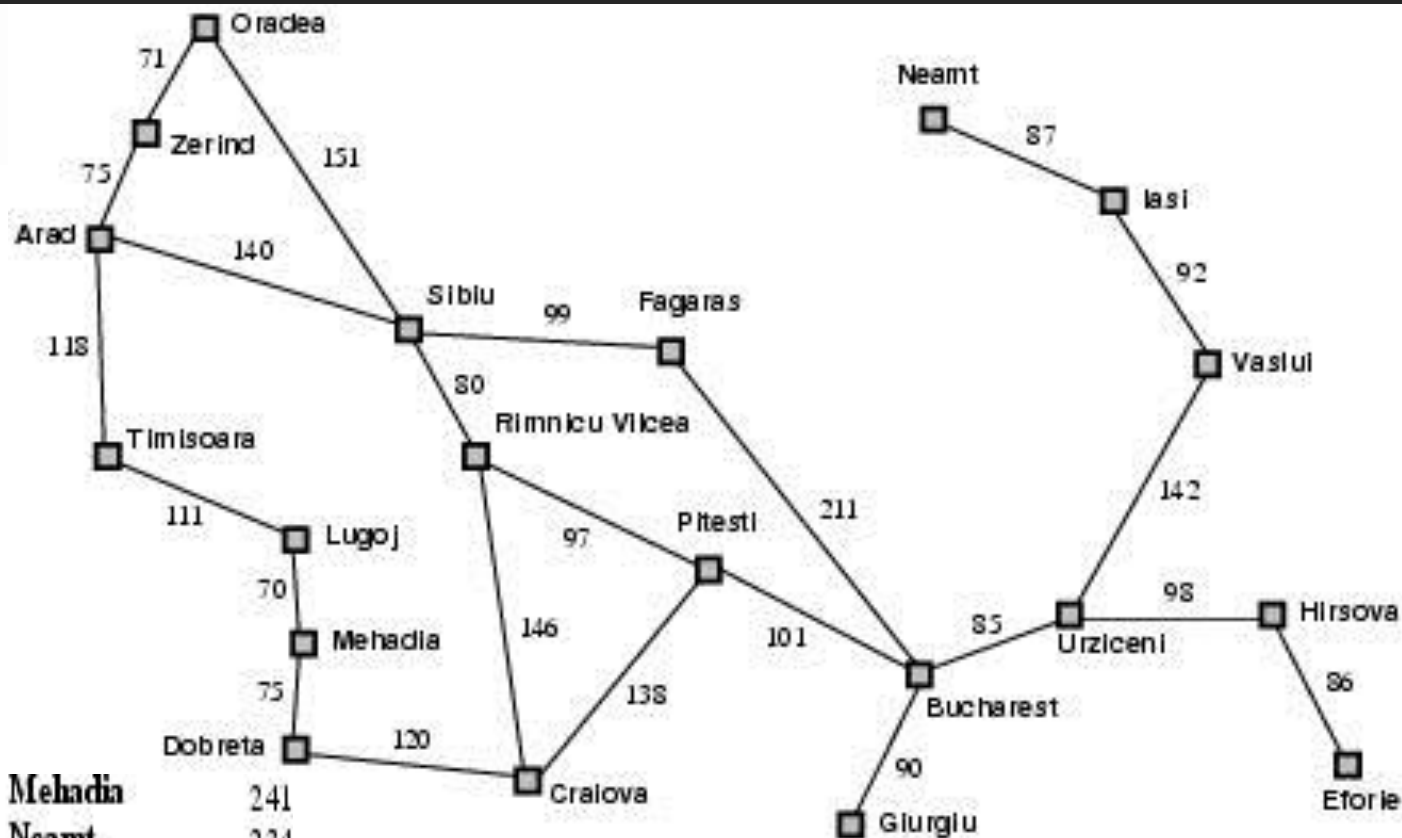 Oradea
71
Neamt
87
Zerind
151
75
Iasi
Arad
140
92
Sibiu
99
Fagaras
118
80
Vaslui
Rimnicu Vilcea
Timisoara
142
111
Lugoj
97
Pitesti
211
70
98
Hirsova
146
101
85
Urziceni
Mehadia
86
75
138
Bucharest
Dobreta
120
90
Mehadia 241
Craiova
Eforie
Giurgiu
Neamt 234